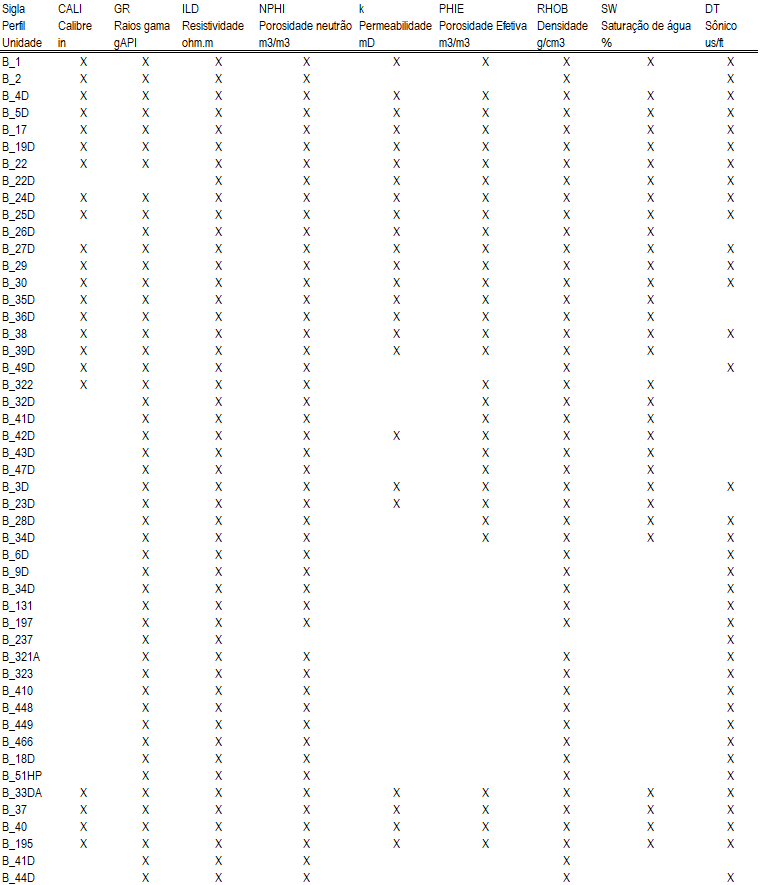 Sigla CALI GR ILD NPHI k PHIE RHOB SW DT
Perfil Calibre Raios gama Resistividade Porosidade neutrão Permeabilidade Porosidade Efetiva Densidade Saturação de água Sônico
Unidade in gAPI ohm.m m3/m3 mD m3/m3 g/cm3 % us/ft
B_1 X X X X X X X X X
B_2 X X X X X X
B_4D X X X X X X X X X
B_5D X X X X X X X X X
B_17 X X X X X X X X X
B_19D X X X X X X X X X
B_22 X X X X X X X X X
B_22D X X X X X X X
B_24D X X X X X X X X X
B_25D X X X X X X X X X
B_26D X X X X X X X
B_27D X X X X X X X X X
B_29 X X X X X X X X X
B_30 X X X X X X X X X
B_35D X X X X X X X X
B_36D X X X X X X X X
B_38 X X X X X X X X X
B_39D X X X X X X X X
B_49D X X X X X X
B_322 X X X X X X X
B_32D X X X X X X
B_41D X X X X X X
B_42D X X X X X X X
B_43D X X X X X X
B_47D X X X X X X
B_3D X X X X X X X X
B_23D X X X X X X X
B_28D X X X X X X X
B_34D X X X X X X X
B_6D X X X X X
B_9D X X X X X
B_34D X X X X X
B_131 X X X X X
B_197 X X X X X
B_237 X X X
B_321A X X X X X
B_323 X X X X X
B_410 X X X X X
B_448 X X X X X
B_449 X X X X X
B_466 X X X X X
B_18D X X X X X
B_51HP X X X X X
B_33DA X X X X X X X X X
B_37 X X X X X X X X X
B_40 X X X X X X X X X
B_195 X X X X X X X X X
B_41D X X X X
B_44D X X X X X